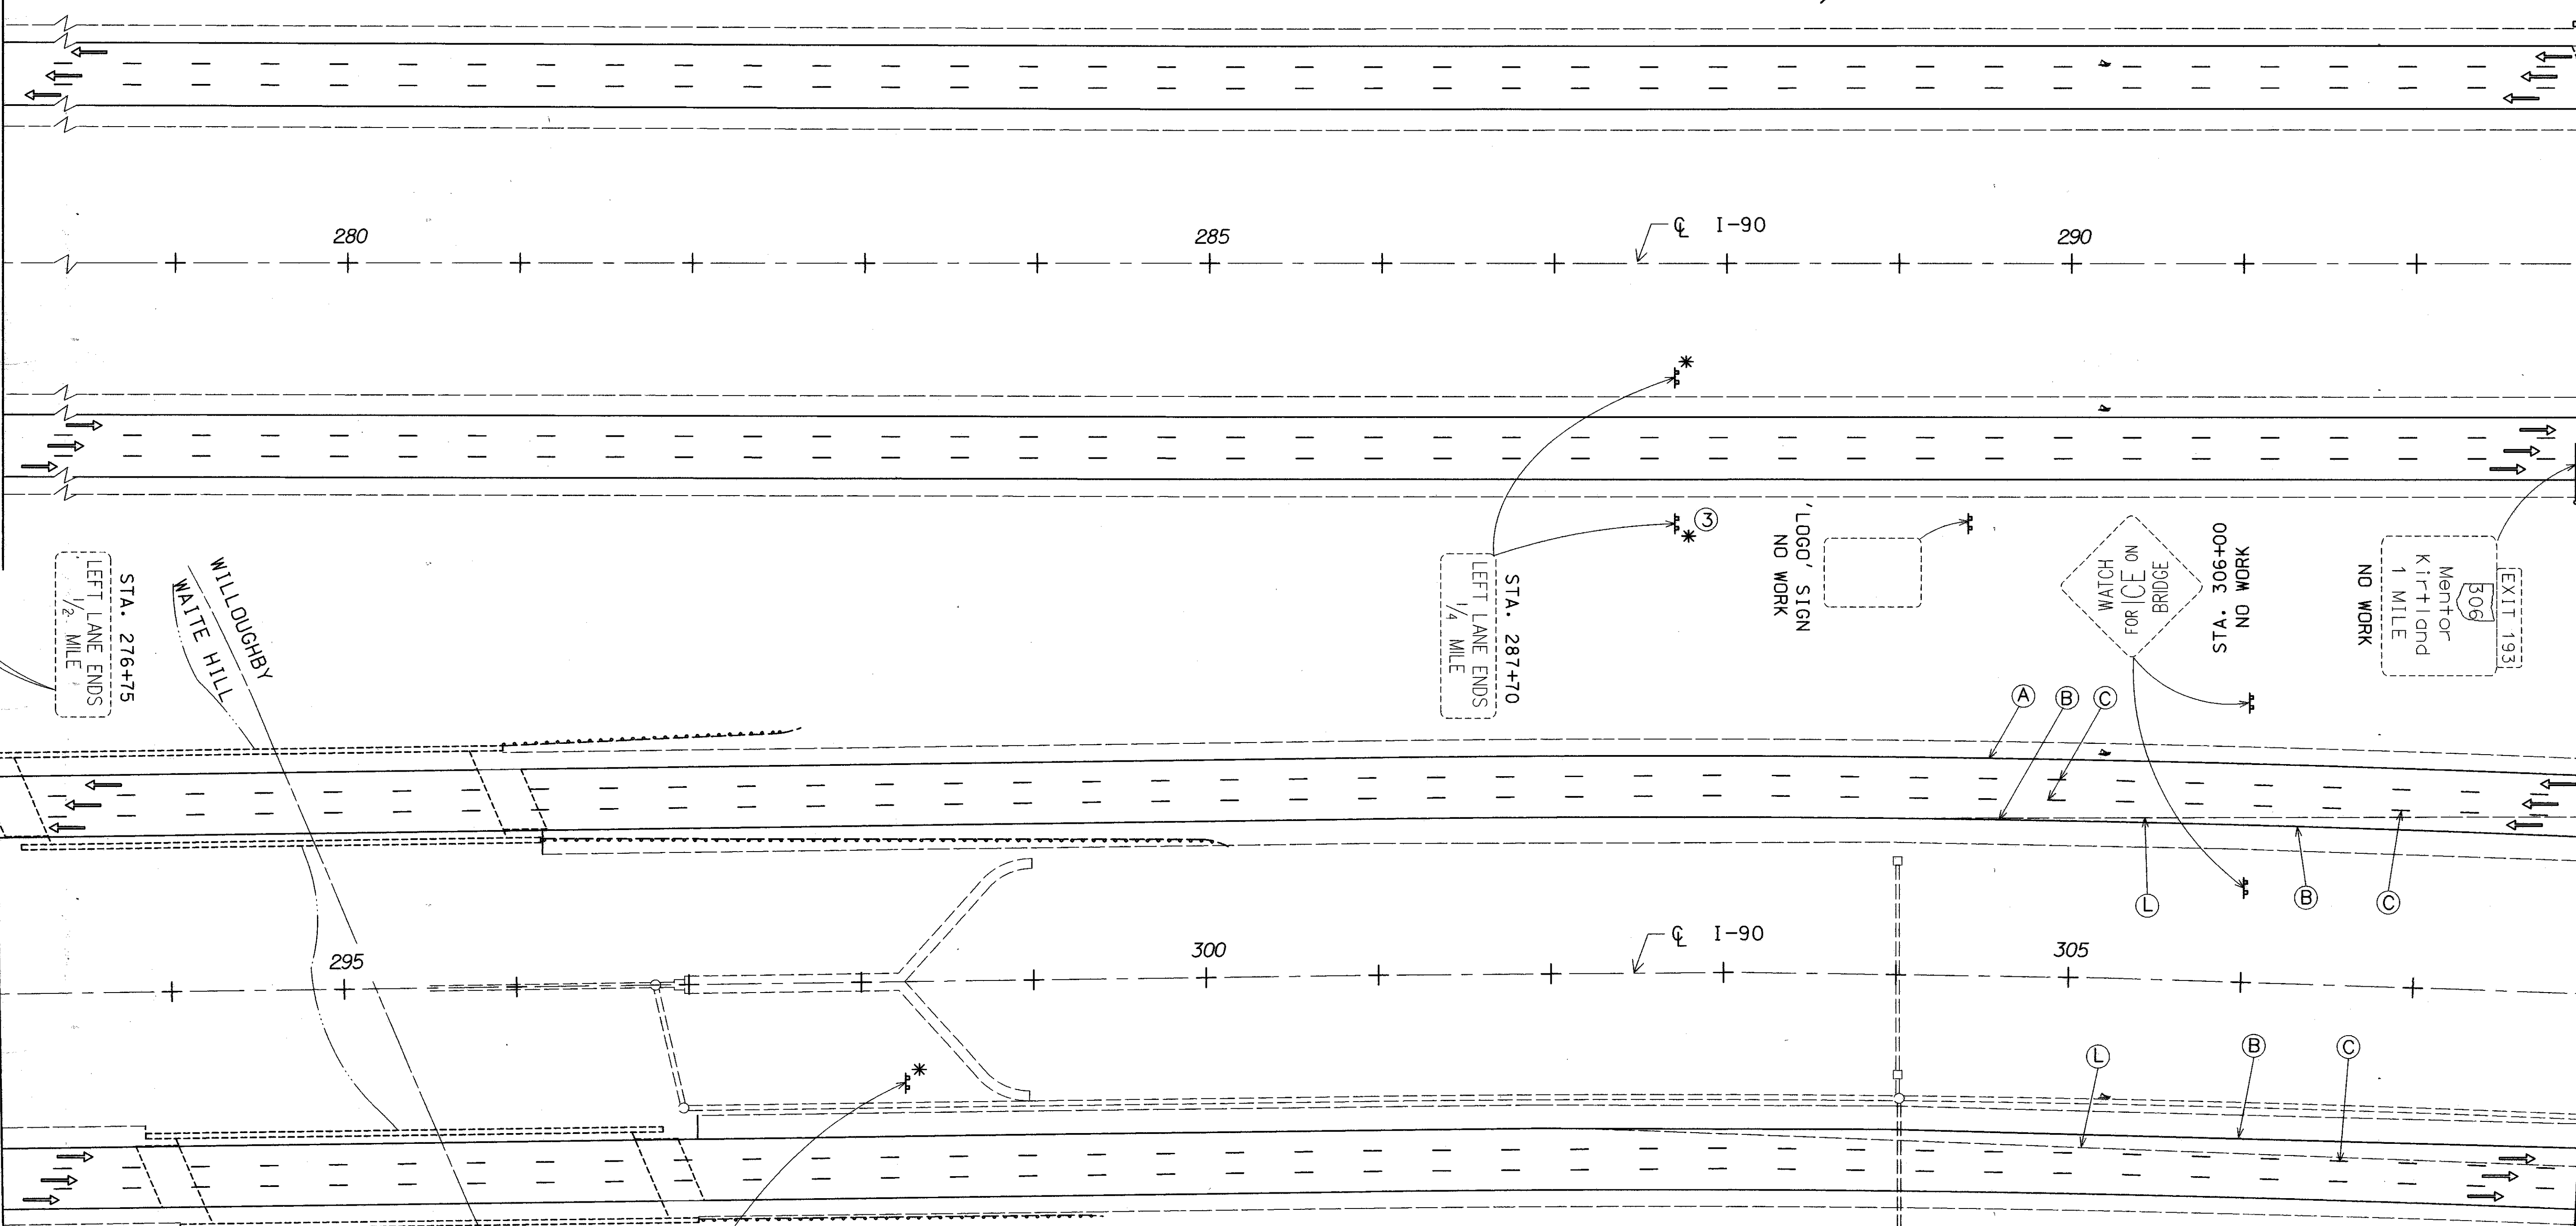 280
285
290
℄ I-90
3
STA. 276+75
LEFT LANE ENDS
1/2 MILE
WILLOUGHBY
WAITE HILL
STA. 287+70
LEFT LANE ENDS
1/4 MILE
'LOGO' SIGN
NO WORK
WATCH
FOR ICE ON
BRIDGE
STA. 306+00
NO WORK
EXIT 193
306
Mentor
Kirtland
1 MILE
NO WORK
A
B
C
L
B
C
295
300
305
℄ I-90
L
B
C